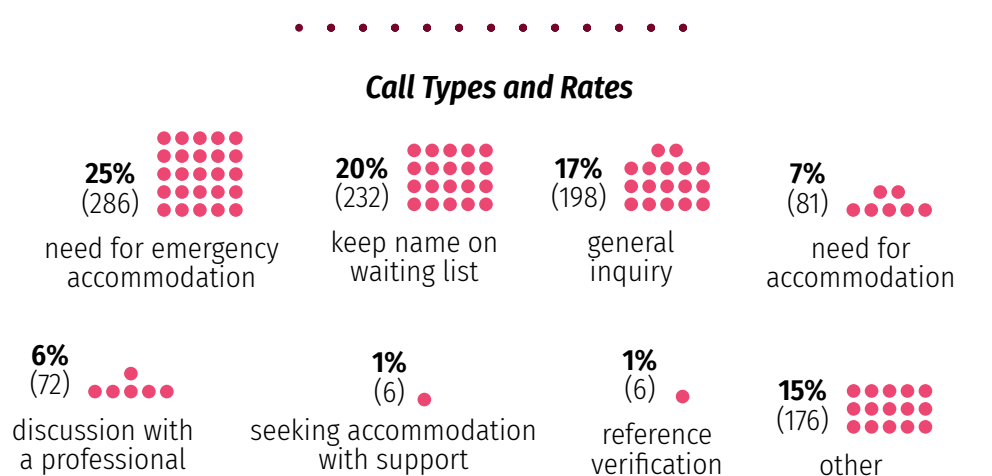 Call Types and Rates
25%
(286)
need for emergency
accommodation
20%
(232)
keep name on
waiting list
17%
(198)
general
inquiry
7%
(81)
need for
accommodation
6%
(72)
discussion with
a professional
1%
(6)
seeking accommodation
with support
1%
(6)
reference
verification
15%
(176)
other